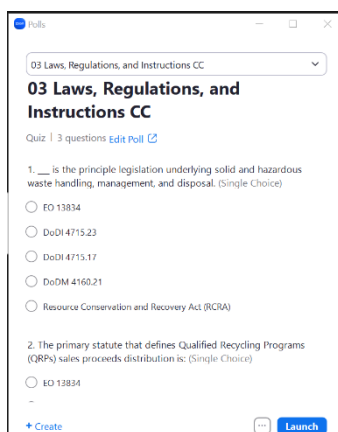 Polls
03 Laws, Regulations, and Instructions CC
03 Laws, Regulations, and
Instructions CC
Quiz | 3 questions Edit Poll
1. __ is the principle legislation underlying solid and hazardous
waste handling, management, and disposal. (Single Choice)
EO 13834
DoDI 4715.23
DoDI 4715.17
DoDM 4160.21
Resource Conservation and Recovery Act (RCRA)
2. The primary statute that defines Qualified Recycling Programs
(QRPs) sales proceeds distribution is: (Single Choice)
EO 13834
+ Create
... Launch